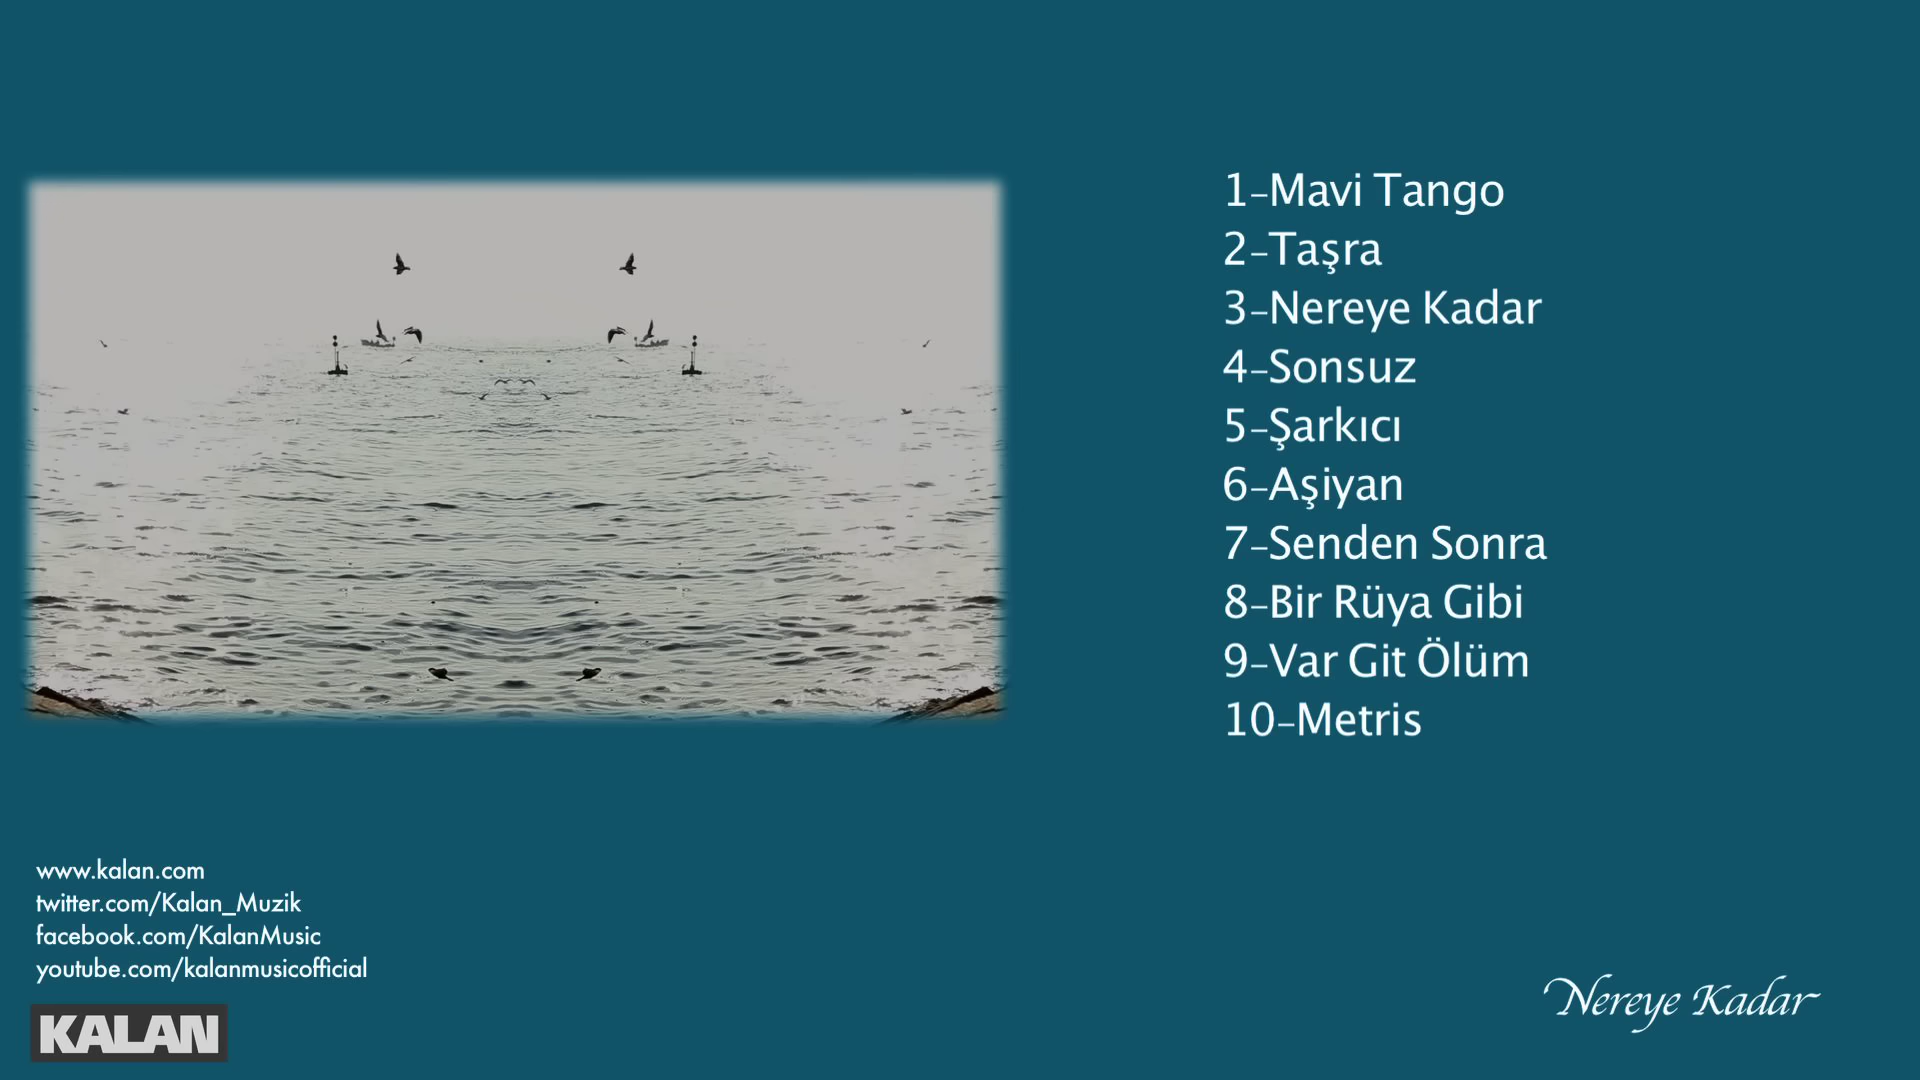 1-Mavi Tango
2-Taşra
3-Nereye Kadar
4-Sonsuz
5-Şarkıcı
6-Aşiyan
7-Senden Sonra
8-Bir Rüya Gibi
9-Var Git Ölüm
10-Metris
www.kalan.com
twitter.com/Kalan_Muzik
facebook.com/KalanMusic
youtube.com/kalanmusicofficial
KALAN
Nereye Kadar